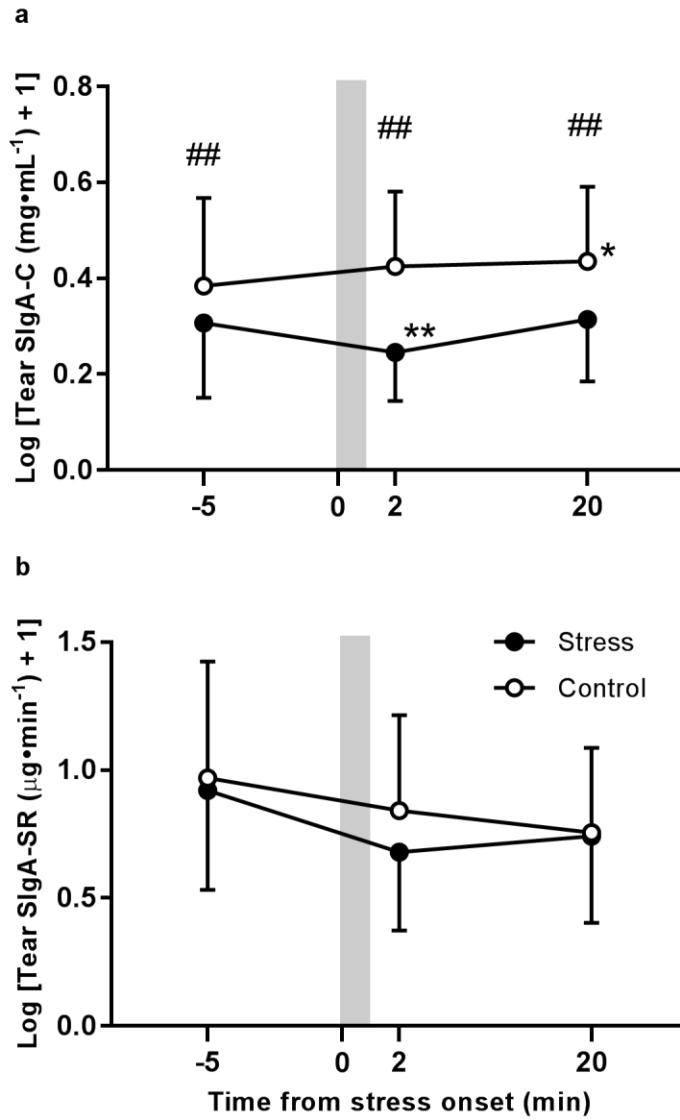 a
Log [Tear SIgA-C (mg•mL⁻¹) + 1]
0.8
0.6
0.4
0.2
0.0
## ## ##
*
**
-5 0 2 20
b
Log [Tear SIgA-SR (µg•min⁻¹) + 1]
1.5
1.0
0.5
0.0
Stress
Control
-5 0 2 20
Time from stress onset (min)